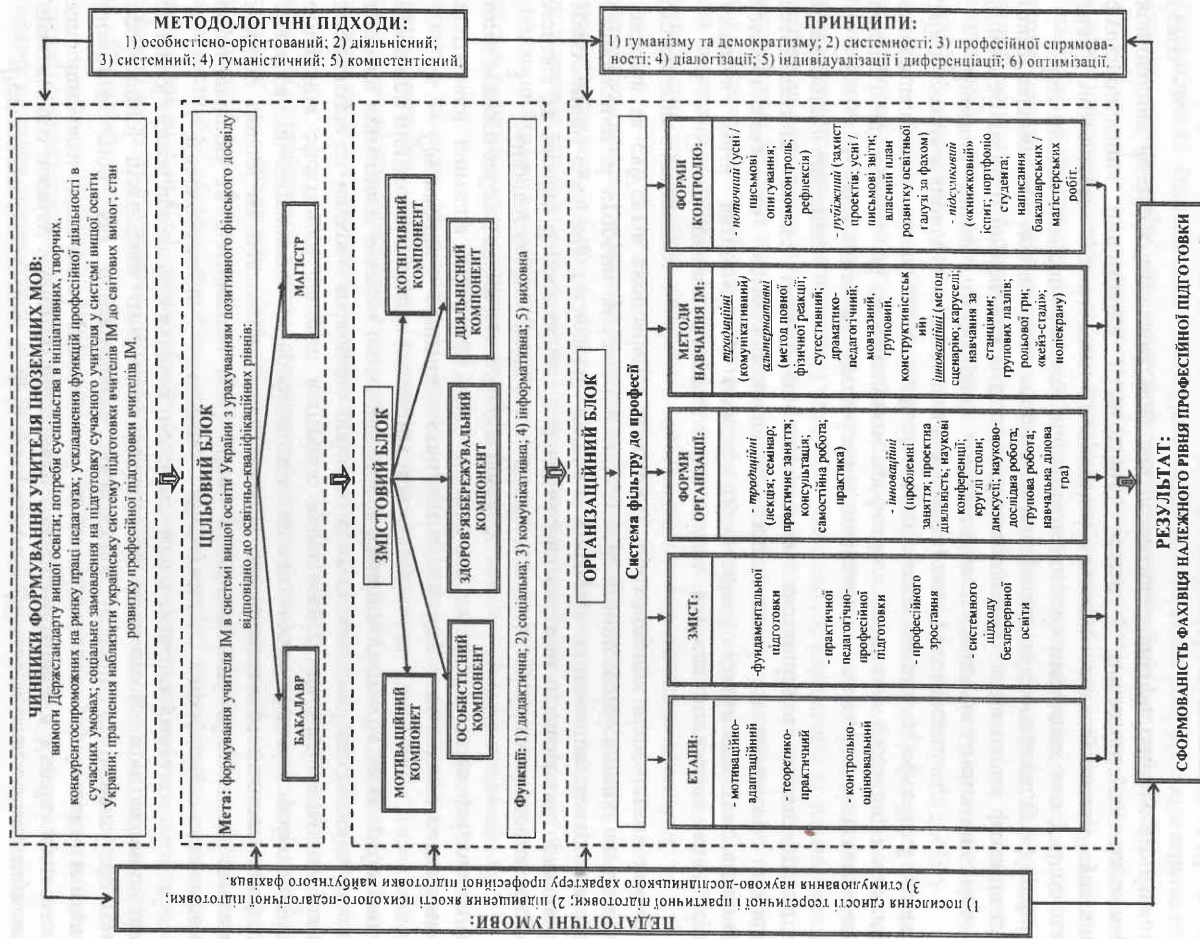 МЕТОДОЛОГІЧНІ ПІДХОДИ:
1) особистісно-орієнтований; 2) діяльнісний;
3) системний; 4) гуманістичний; 5) компетентісний.
ПРИНЦИПИ:
1) гуманізму та демократизму; 2) системності; 3) професійної спрямова-
ності; 4) діалогізації; 5) індивідуалізації і диференціації; 6) оптимізації.
ЧИННИКИ ФОРМУВАННЯ УЧИТЕЛЯ ІНОЗЕМНИХ МОВ:
вимоги Держстандарту вищої освіти; потреби суспільства в ініціативних, творчих,
конкурентоспроможних на ринку праці педагогах; ускладнення функцій професійної діяльності в
сучасних умовах; соціальне замовлення на підготовку сучасного учителя у системі вищої освіти
України; прагнення наблизити українську систему підготовки вчителів ІМ до світових вимог; стан
розвитку професійної підготовки вчителів ІМ.
ЦІЛЬОВИЙ БЛОК
Мета: формування учителя ІМ в системі вищої освіти України з урахуванням позитивного фінського досвіду
відповідно до освітньо-кваліфікаційних рівнів:
БАКАЛАВР
МАГІСТР
ЗМІСТОВИЙ БЛОК
МОТИВАЦІЙНИЙ
КОМПОНЕТ
КОГНІТИВНИЙ
КОМПОНЕНТ
ОСОБИСТІСНИЙ
КОМПОНЕНТ
ЗДОРОВ'ЯЗБЕРЕЖУВАЛЬНИЙ
КОМПОНЕНТ
ДІЯЛЬНІСНИЙ
КОМПОНЕНТ
Функції: 1) дидактична; 2) соціальна; 3) комунікативна; 4) інформативна; 5) виховна
ОРГАНІЗАЦІЙНИЙ БЛОК
Система фільтру до професії
ЕТАПИ:
- мотиваційно-
адаптаційний
- теоретико-
практичний
- контрольно-
оцінювальний
ЗМІСТ:
-фундаментальної
підготовки
- практичної
педагогічно-
професійної
підготовки
- професійного
зростання
- системного
підходу
безперервної
освіти
ФОРМИ
ОРГАНІЗАЦІЇ:
- традиційні
(лекція; семінар;
практичне заняття;
консультація;
самостійна робота;
практика)
- інноваційні
(проблемні
заняття; проектна
діяльність; наукові
конференції;
круглі столи;
дискусії; науково-
дослідна робота;
групова робота;
навчальна ділова
гра)
МЕТОДИ
НАВЧАННЯ ІМ:
традиційні
(комунікативний)
альтернативні
(метод повної
фізичної реакції;
сугестивний;
драматико-
педагогічний;
мовчазний,
груповий,
конструктивістськ
ий)
інноваційні (метод
сценарію; каруселі;
навчання за
станціями;
групових пазлів;
рольової гри;
«кейз-стаді»;
поліекрану)
ФОРМИ
КОНТРОЛЮ:
- поточний (усні /
письмові
опитування;
самоконтроль;
рефлексія)
- рубіжний (захист
проектів; усні /
письмові звіти;
власний план
розвитку освітньої
галузі за фахом)
- підсумковий
(«книжковий»
іспит; портфоліо
студента;
написання
бакалаврських /
магістерських
робіт.
РЕЗУЛЬТАТ:
СФОРМОВАНІСТЬ ФАХІВЦЯ НАЛЕЖНОГО РІВНЯ ПРОФЕСІЙНОЇ ПІДГОТОВКИ
ПЕДАГОГІЧНІ УМОВИ:
1) посилення єдності теоретичної і практичної підготовки; 2) підвищення якості психолого-педагогічної підготовки;
3) стимулювання науково-дослідницького характеру професійної підготовки майбутнього фахівця.